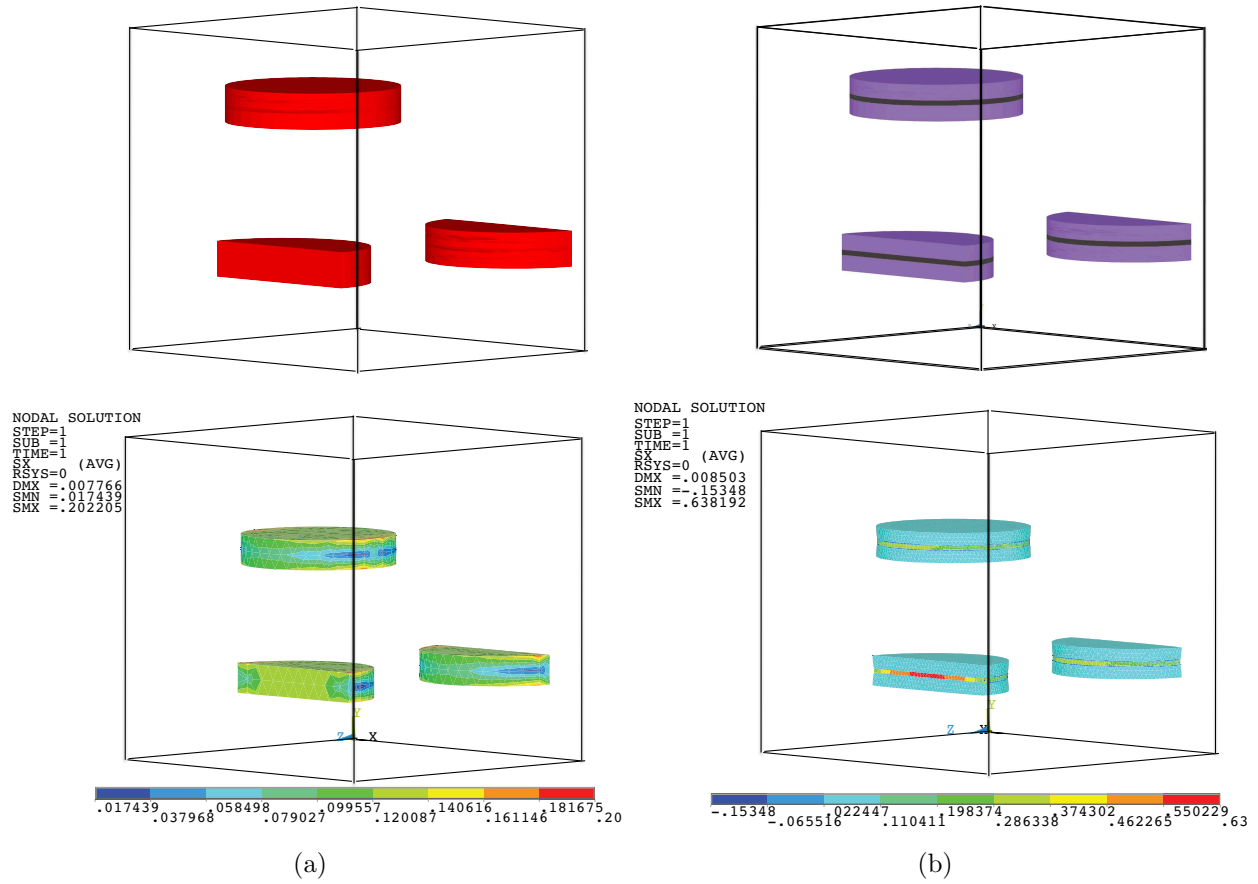 NODAL SOLUTION
STEP=1
SUB =1
TIME=1
SX (AVG)
RSYS=0
DMX =.007766
SMN =.017439
SMX =.202205
Y
Z X
.017439 .058498 .099557 .140616 .181675
.037968 .079027 .120087 .161146 .20
(a)
x
NODAL SOLUTION
STEP=1
SUB =1
TIME=1
SX (AVG)
RSYS=0
DMX =.008503
SMN =-.15348
SMX =.638192
Y
Z X
-.15348 .022447 .198374 .374302 .550229
-.065516 .110411 .286338 .462265 .63
(b)